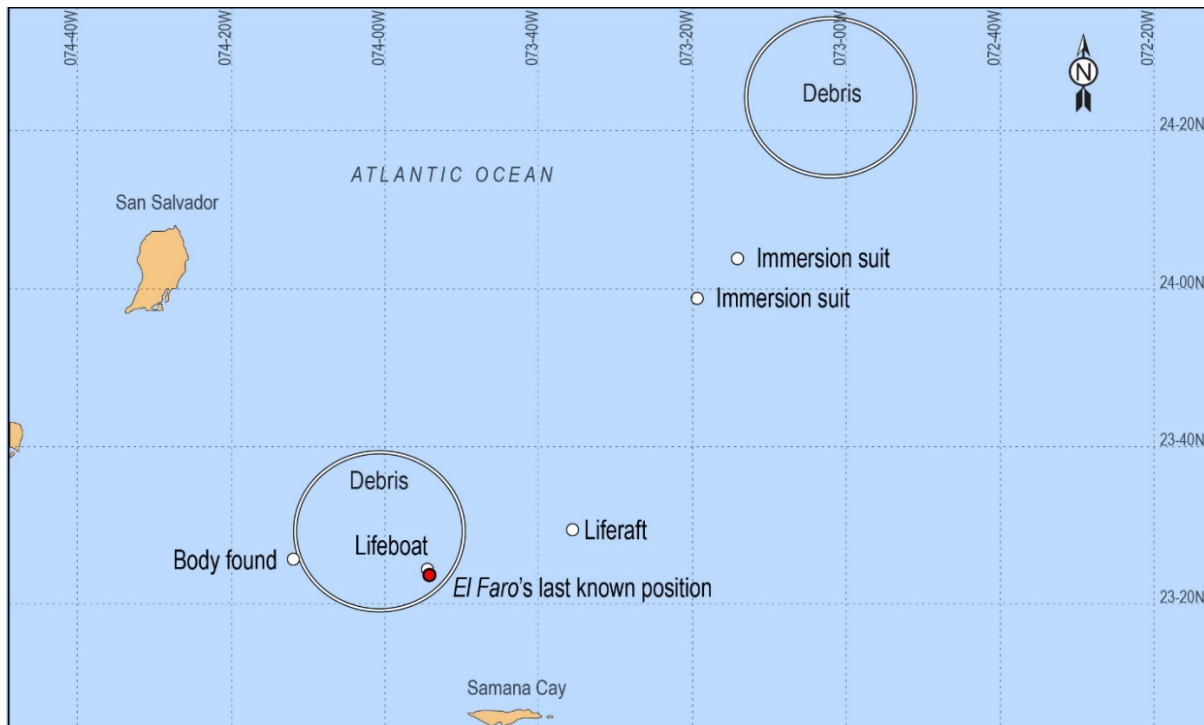 074-40W
074-20W
074-00W
073-40W
073-20W
073-00W
072-40W
072-20W
N
Debris
24-20N
ATLANTIC OCEAN
San Salvador
Immersion suit
24-00N
Immersion suit
23-40N
Debris
Liferaft
Lifeboat
Body found
El Faro's last known position
23-20N
Samana Cay